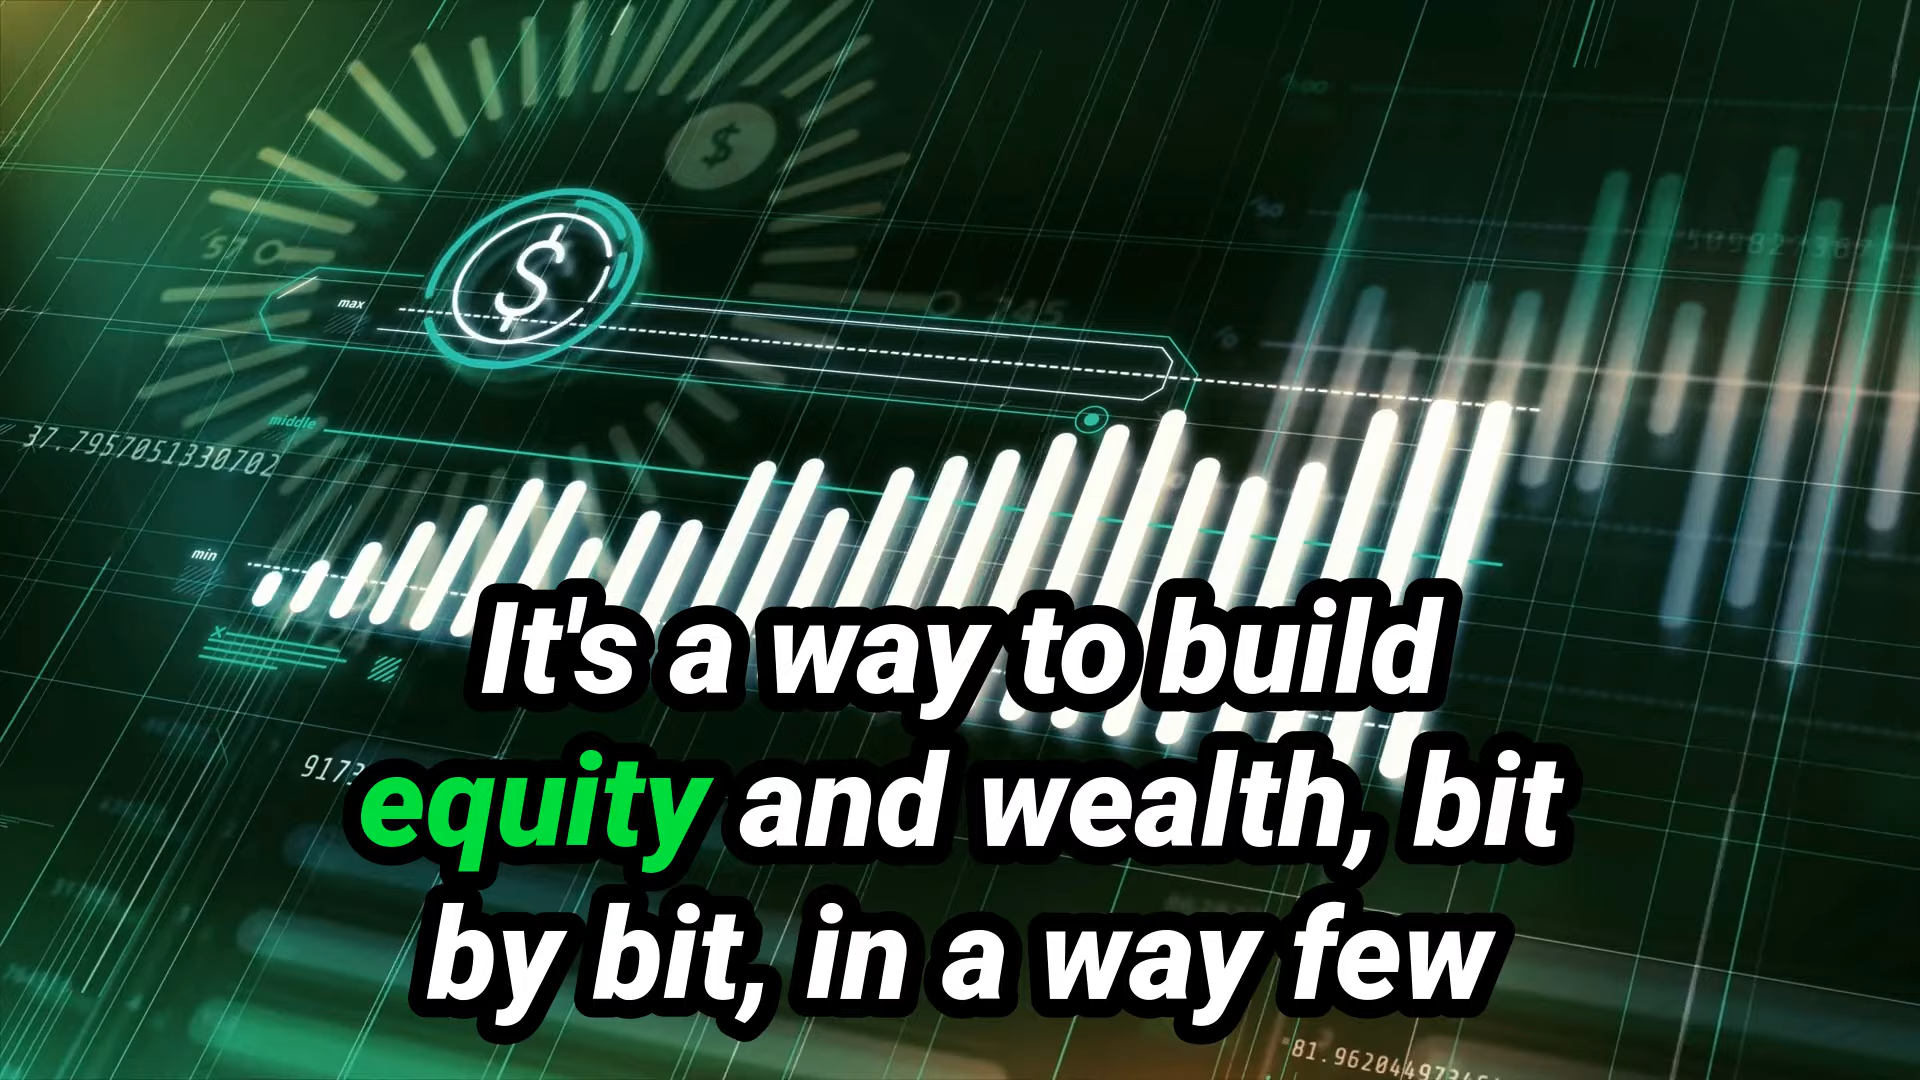 $
$
max
middle
37.7957051330702
min
It's a way to build
equity and wealth, bit
by bit, in a way few